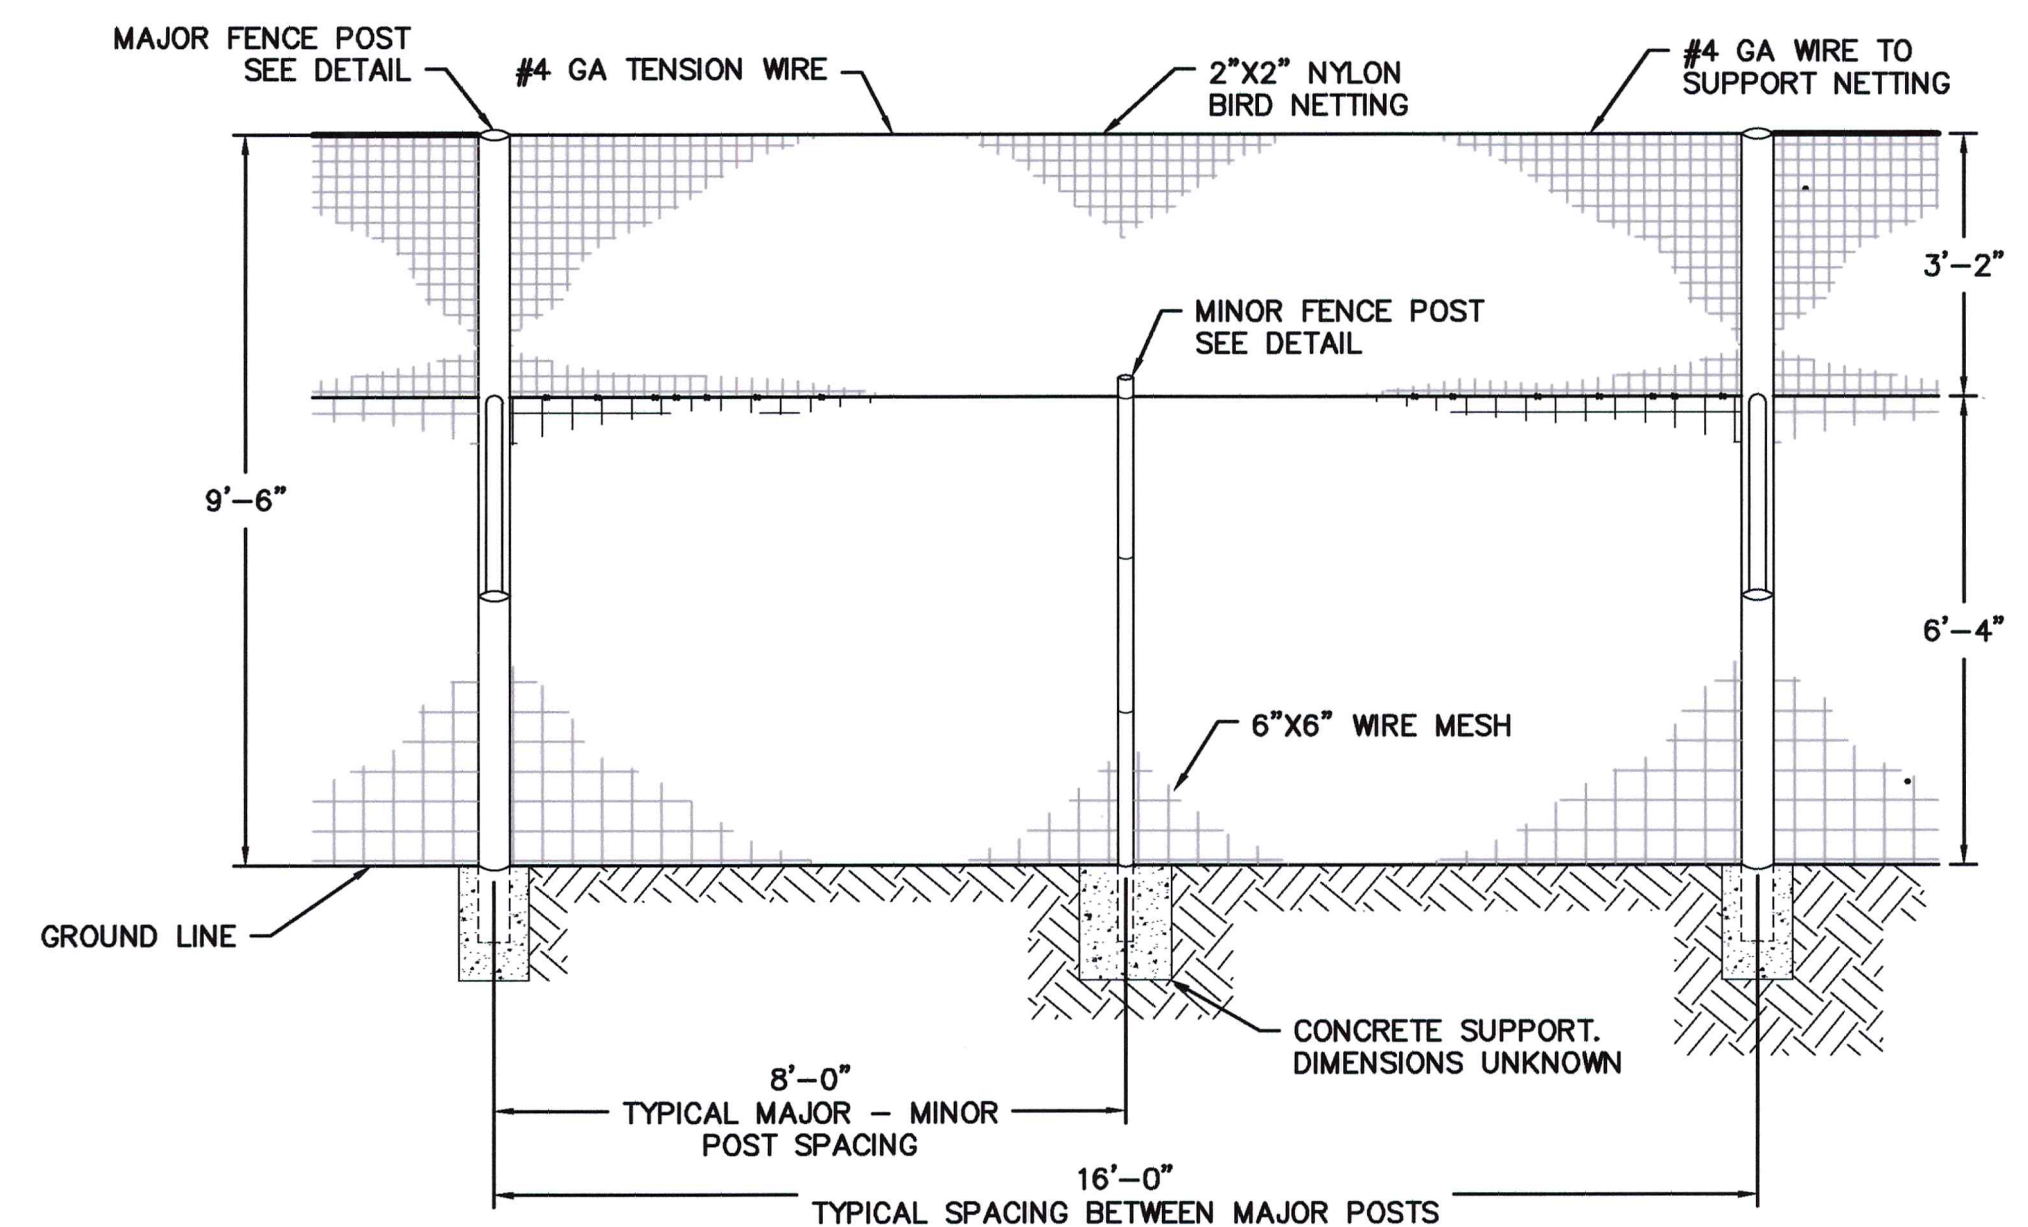 MAJOR FENCE POST
SEE DETAIL
#4 GA TENSION WIRE
2"X2" NYLON
BIRD NETTING
#4 GA WIRE TO
SUPPORT NETTING
3'-2"
MINOR FENCE POST
SEE DETAIL
9'-6"
6'-4"
6"X6" WIRE MESH
GROUND LINE
CONCRETE SUPPORT.
DIMENSIONS UNKNOWN
8'-0"
TYPICAL MAJOR - MINOR
POST SPACING
16'-0"
TYPICAL SPACING BETWEEN MAJOR POSTS